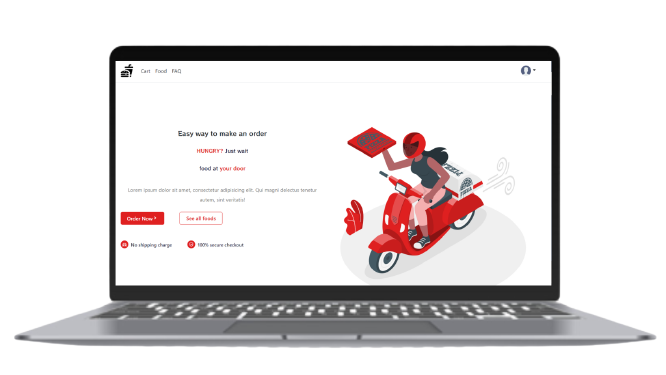 Cart Food FAQ
Easy way to make an order
HUNGRY? Just wait
food at your door
Lorem ipsum dolor sit amet, consectetur adipisicing elit. Qui magni delectus tenetur
autem, sint veritatis!
Order Now >
See all foods
No shipping charge
100% secure checkout
PIZZA